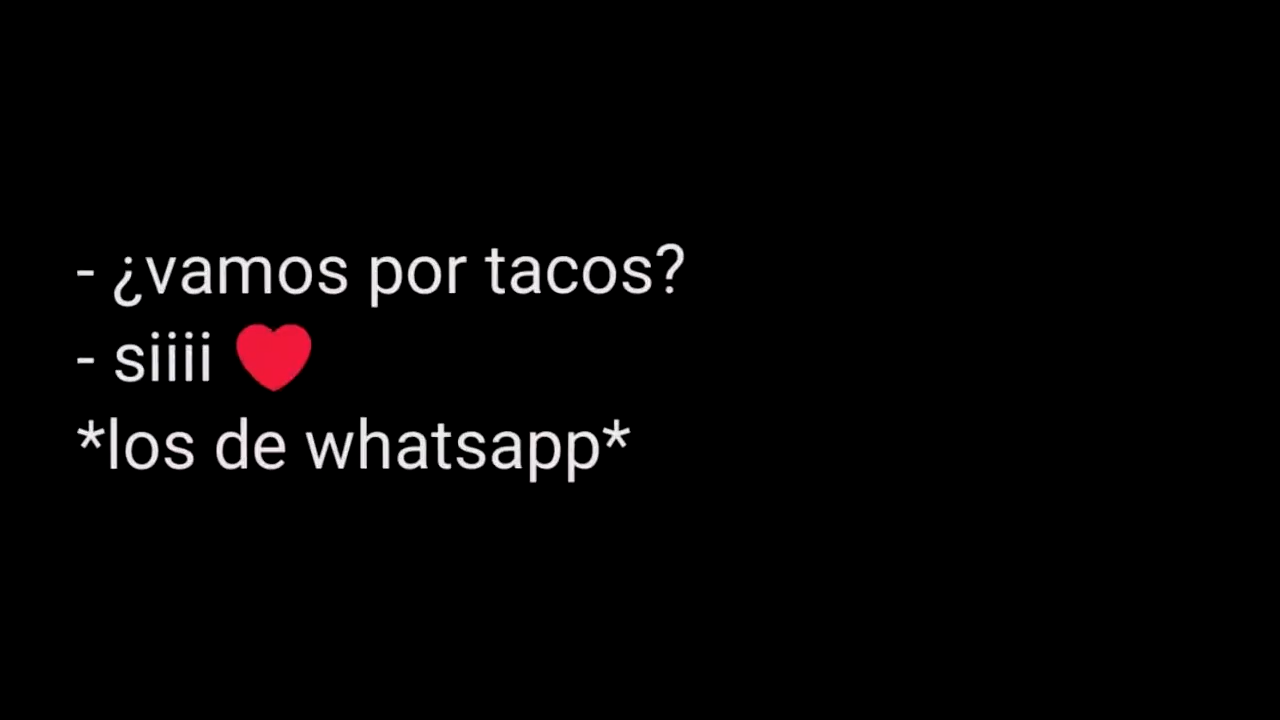 - ¿vamos por tacos?
- siiii ❤️
*los de whatsapp*